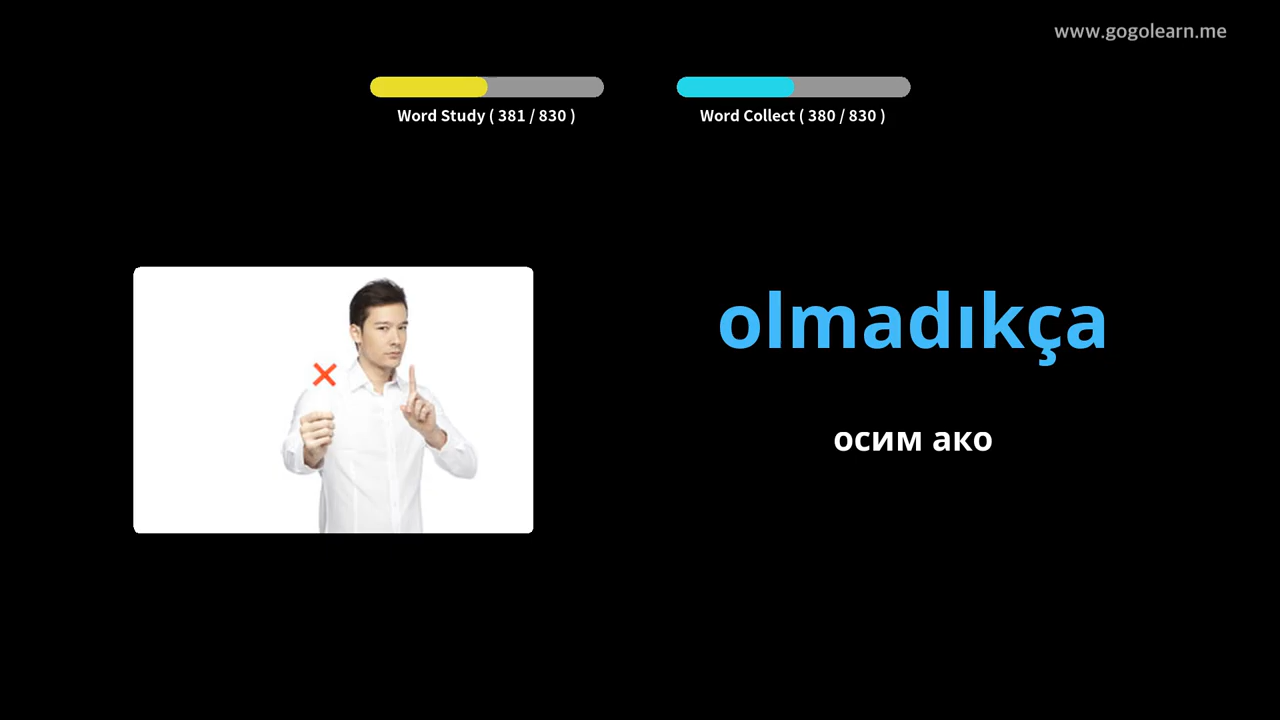 www.gogolearn.me
Word Study ( 381 / 830 )
Word Collect ( 380 / 830 )
olmadıkça
осим ако